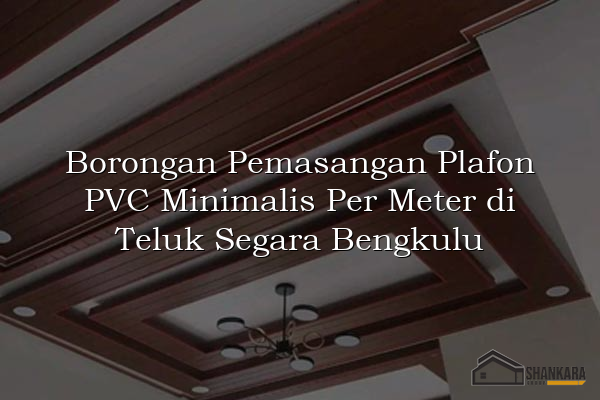 Borongan Pemasangan Plafon
PVC Minimalis Per Meter di
Teluk Segara Bengkulu
SHANKARA